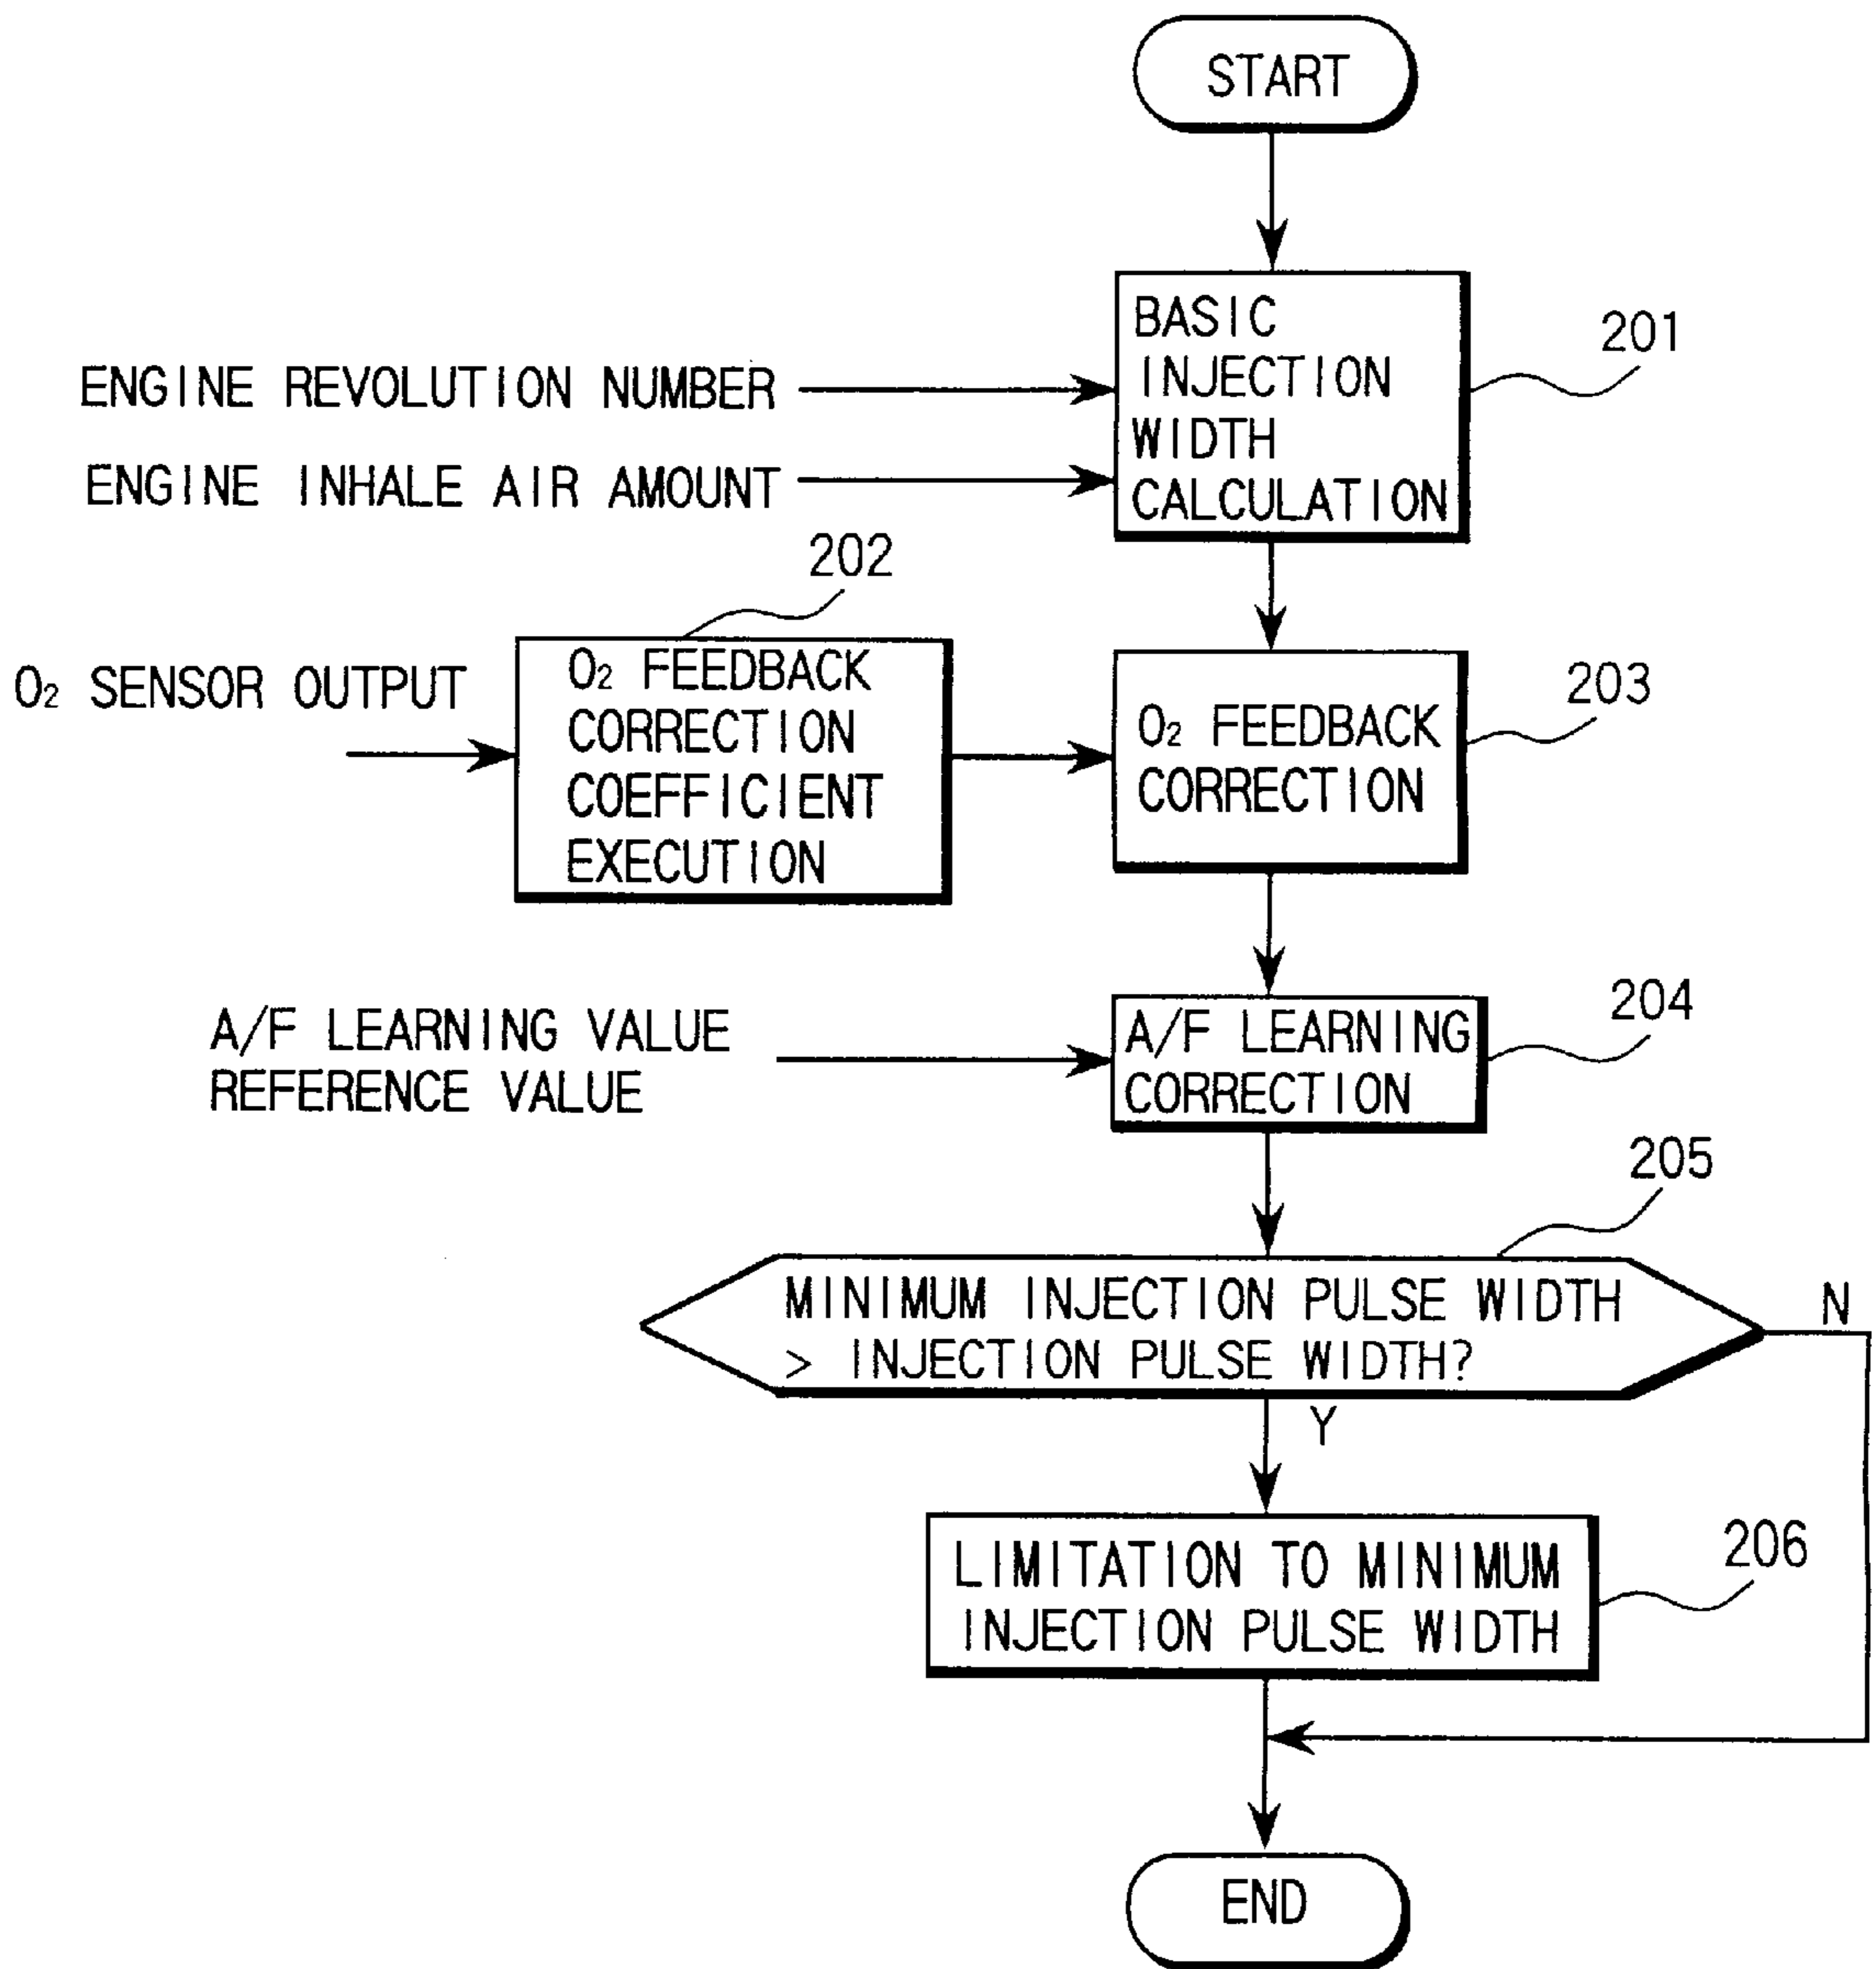 START
BASIC
INJECTION
WIDTH
CALCULATION
201
ENGINE REVOLUTION NUMBER
ENGINE INHALE AIR AMOUNT
202
O₂ SENSOR OUTPUT
O₂ FEEDBACK
CORRECTION
COEFFICIENT
EXECUTION
O₂ FEEDBACK
CORRECTION
203
A/F LEARNING VALUE
REFERENCE VALUE
A/F LEARNING
CORRECTION
204
205
MINIMUM INJECTION PULSE WIDTH
> INJECTION PULSE WIDTH?
N
Y
LIMITATION TO MINIMUM
INJECTION PULSE WIDTH
206
END